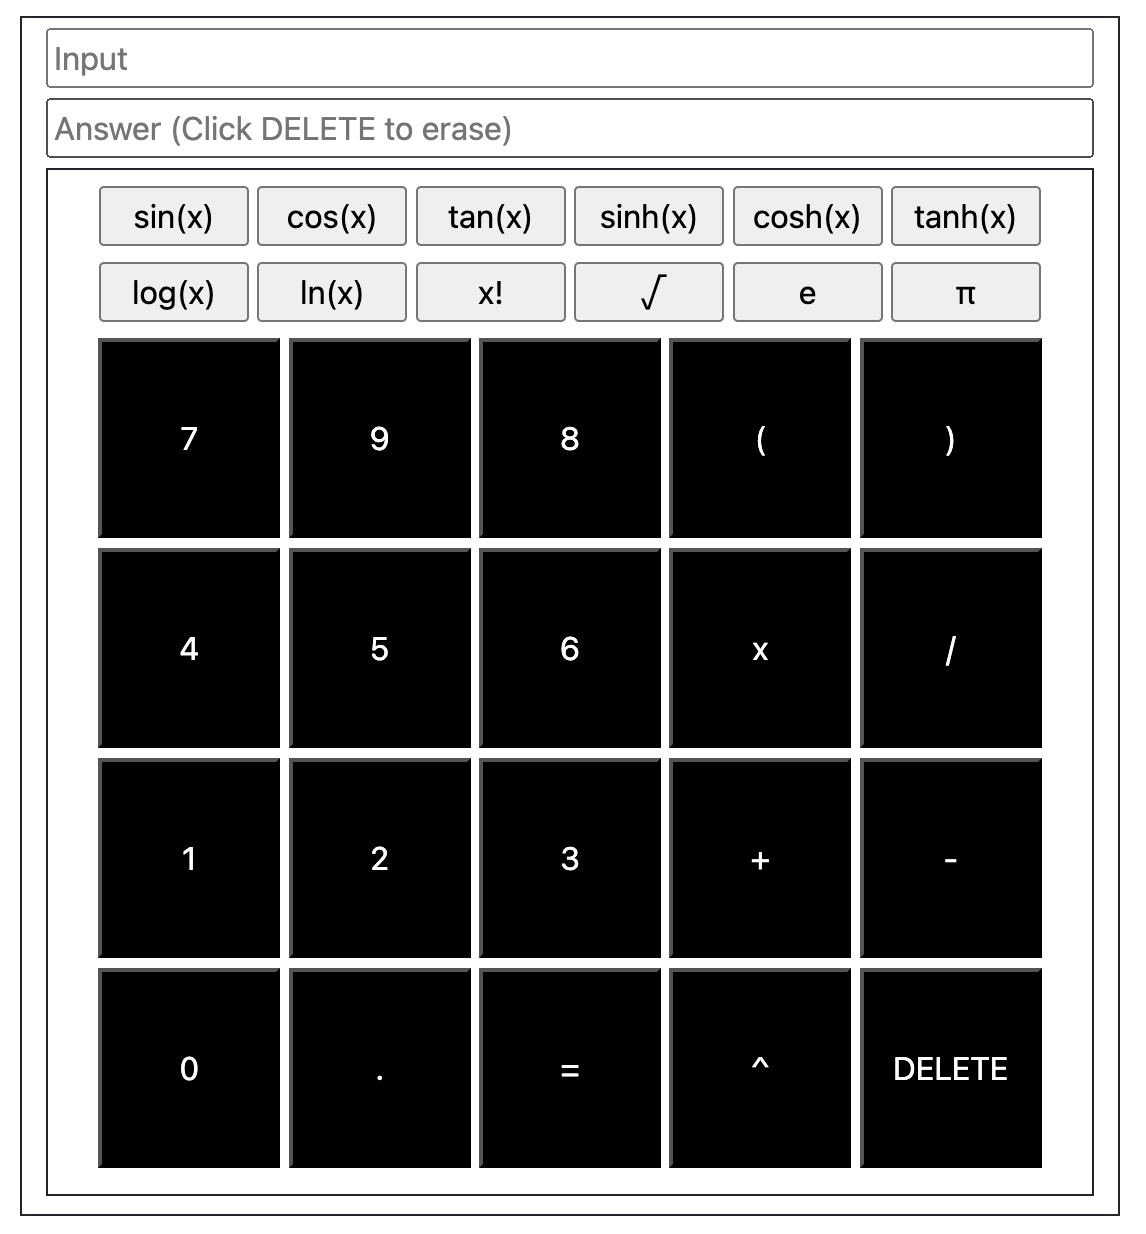 Input
Answer (Click DELETE to erase)
sin(x) cos(x) tan(x) sinh(x) cosh(x) tanh(x)
log(x) ln(x) x! √ e π
7 9 8 ( )
4 5 6 x /
1 2 3 + -
0 . = ^ DELETE